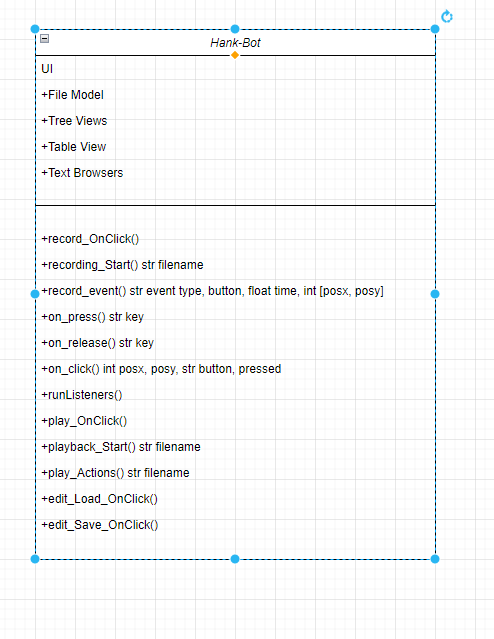 Hank-Bot
UI
+File Model
+Tree Views
+Table View
+Text Browsers
+record_OnClick()
+recording_Start() str filename
+record_event() str event type, button, float time, int [posx, posy]
+on_press() str key
+on_release() str key
+on_click() int posx, posy, str button, pressed
+runListeners()
+play_OnClick()
+playback_Start() str filename
+play_Actions() str filename
+edit_Load_OnClick()
+edit_Save_OnClick()